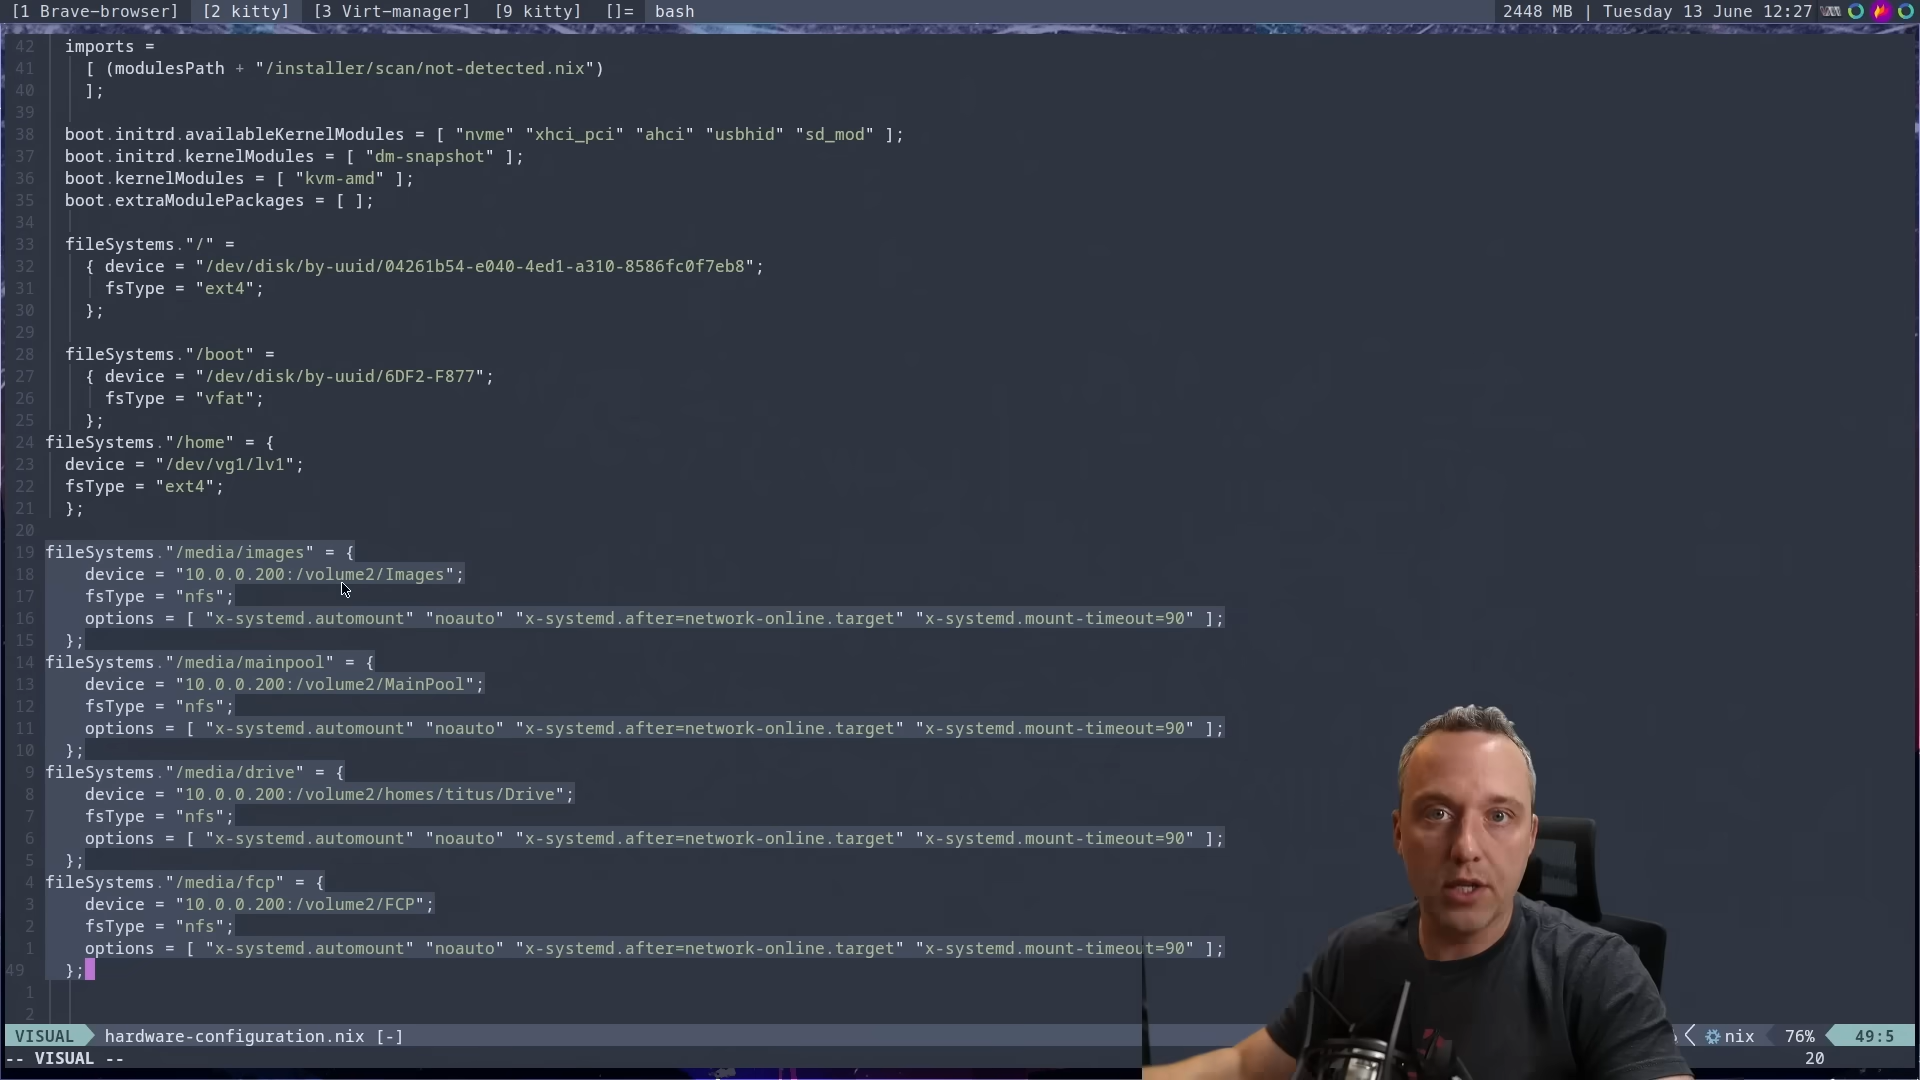 [1 Brave-browser] [2 kitty] [3 Virt-manager] [9 kitty] []= bash 2448 MB | Tuesday 13 June 12:27
42 imports =
41 [ (modulesPath + "/installer/scan/not-detected.nix")
40 ];
39
38 boot.initrd.availableKernelModules = [ "nvme" "xhci_pci" "ahci" "usbhid" "sd_mod" ];
37 boot.initrd.kernelModules = [ "dm-snapshot" ];
36 boot.kernelModules = [ "kvm-amd" ];
35 boot.extraModulePackages = [ ];
34
33 fileSystems."/" =
32 { device = "/dev/disk/by-uuid/04261b54-e040-4ed1-a310-8586fc0f7eb8";
31 fsType = "ext4";
30 };
29
28 fileSystems."/boot" =
27 { device = "/dev/disk/by-uuid/6DF2-F877";
26 fsType = "vfat";
25 };
24 fileSystems."/home" = {
23 device = "/dev/vg1/lv1";
22 fsType = "ext4";
21 };
20
19 fileSystems."/media/images" = {
18 device = "10.0.0.200:/volume2/Images";
17 fsType = "nfs";
16 options = [ "x-systemd.automount" "noauto" "x-systemd.after=network-online.target" "x-systemd.mount-timeout=90" ];
15 };
14 fileSystems."/media/mainpool" = {
13 device = "10.0.0.200:/volume2/MainPool";
12 fsType = "nfs";
11 options = [ "x-systemd.automount" "noauto" "x-systemd.after=network-online.target" "x-systemd.mount-timeout=90" ];
10 };
9 fileSystems."/media/drive" = {
8 device = "10.0.0.200:/volume2/homes/titus/Drive";
7 fsType = "nfs";
6 options = [ "x-systemd.automount" "noauto" "x-systemd.after=network-online.target" "x-systemd.mount-timeout=90" ];
5 };
4 fileSystems."/media/fcp" = {
3 device = "10.0.0.200:/volume2/FCP";
2 fsType = "nfs";
1 options = [ "x-systemd.automount" "noauto" "x-systemd.after=network-online.target" "x-systemd.mount-timeout=90" ];
49 };
1
2
VISUAL hardware-configuration.nix [-] nix 76% 49:5
-- VISUAL -- 20